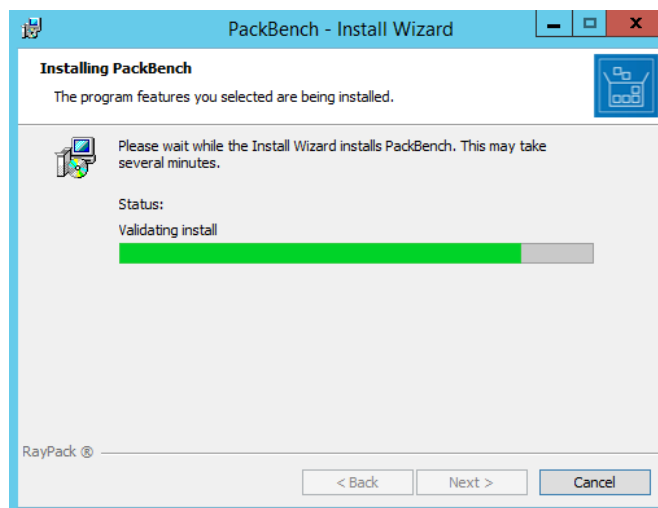 PackBench - Install Wizard
Installing PackBench
The program features you selected are being installed.
Please wait while the Install Wizard installs PackBench. This may take
several minutes.
Status:
Validating install
RayPack ®
< Back
Next >
Cancel